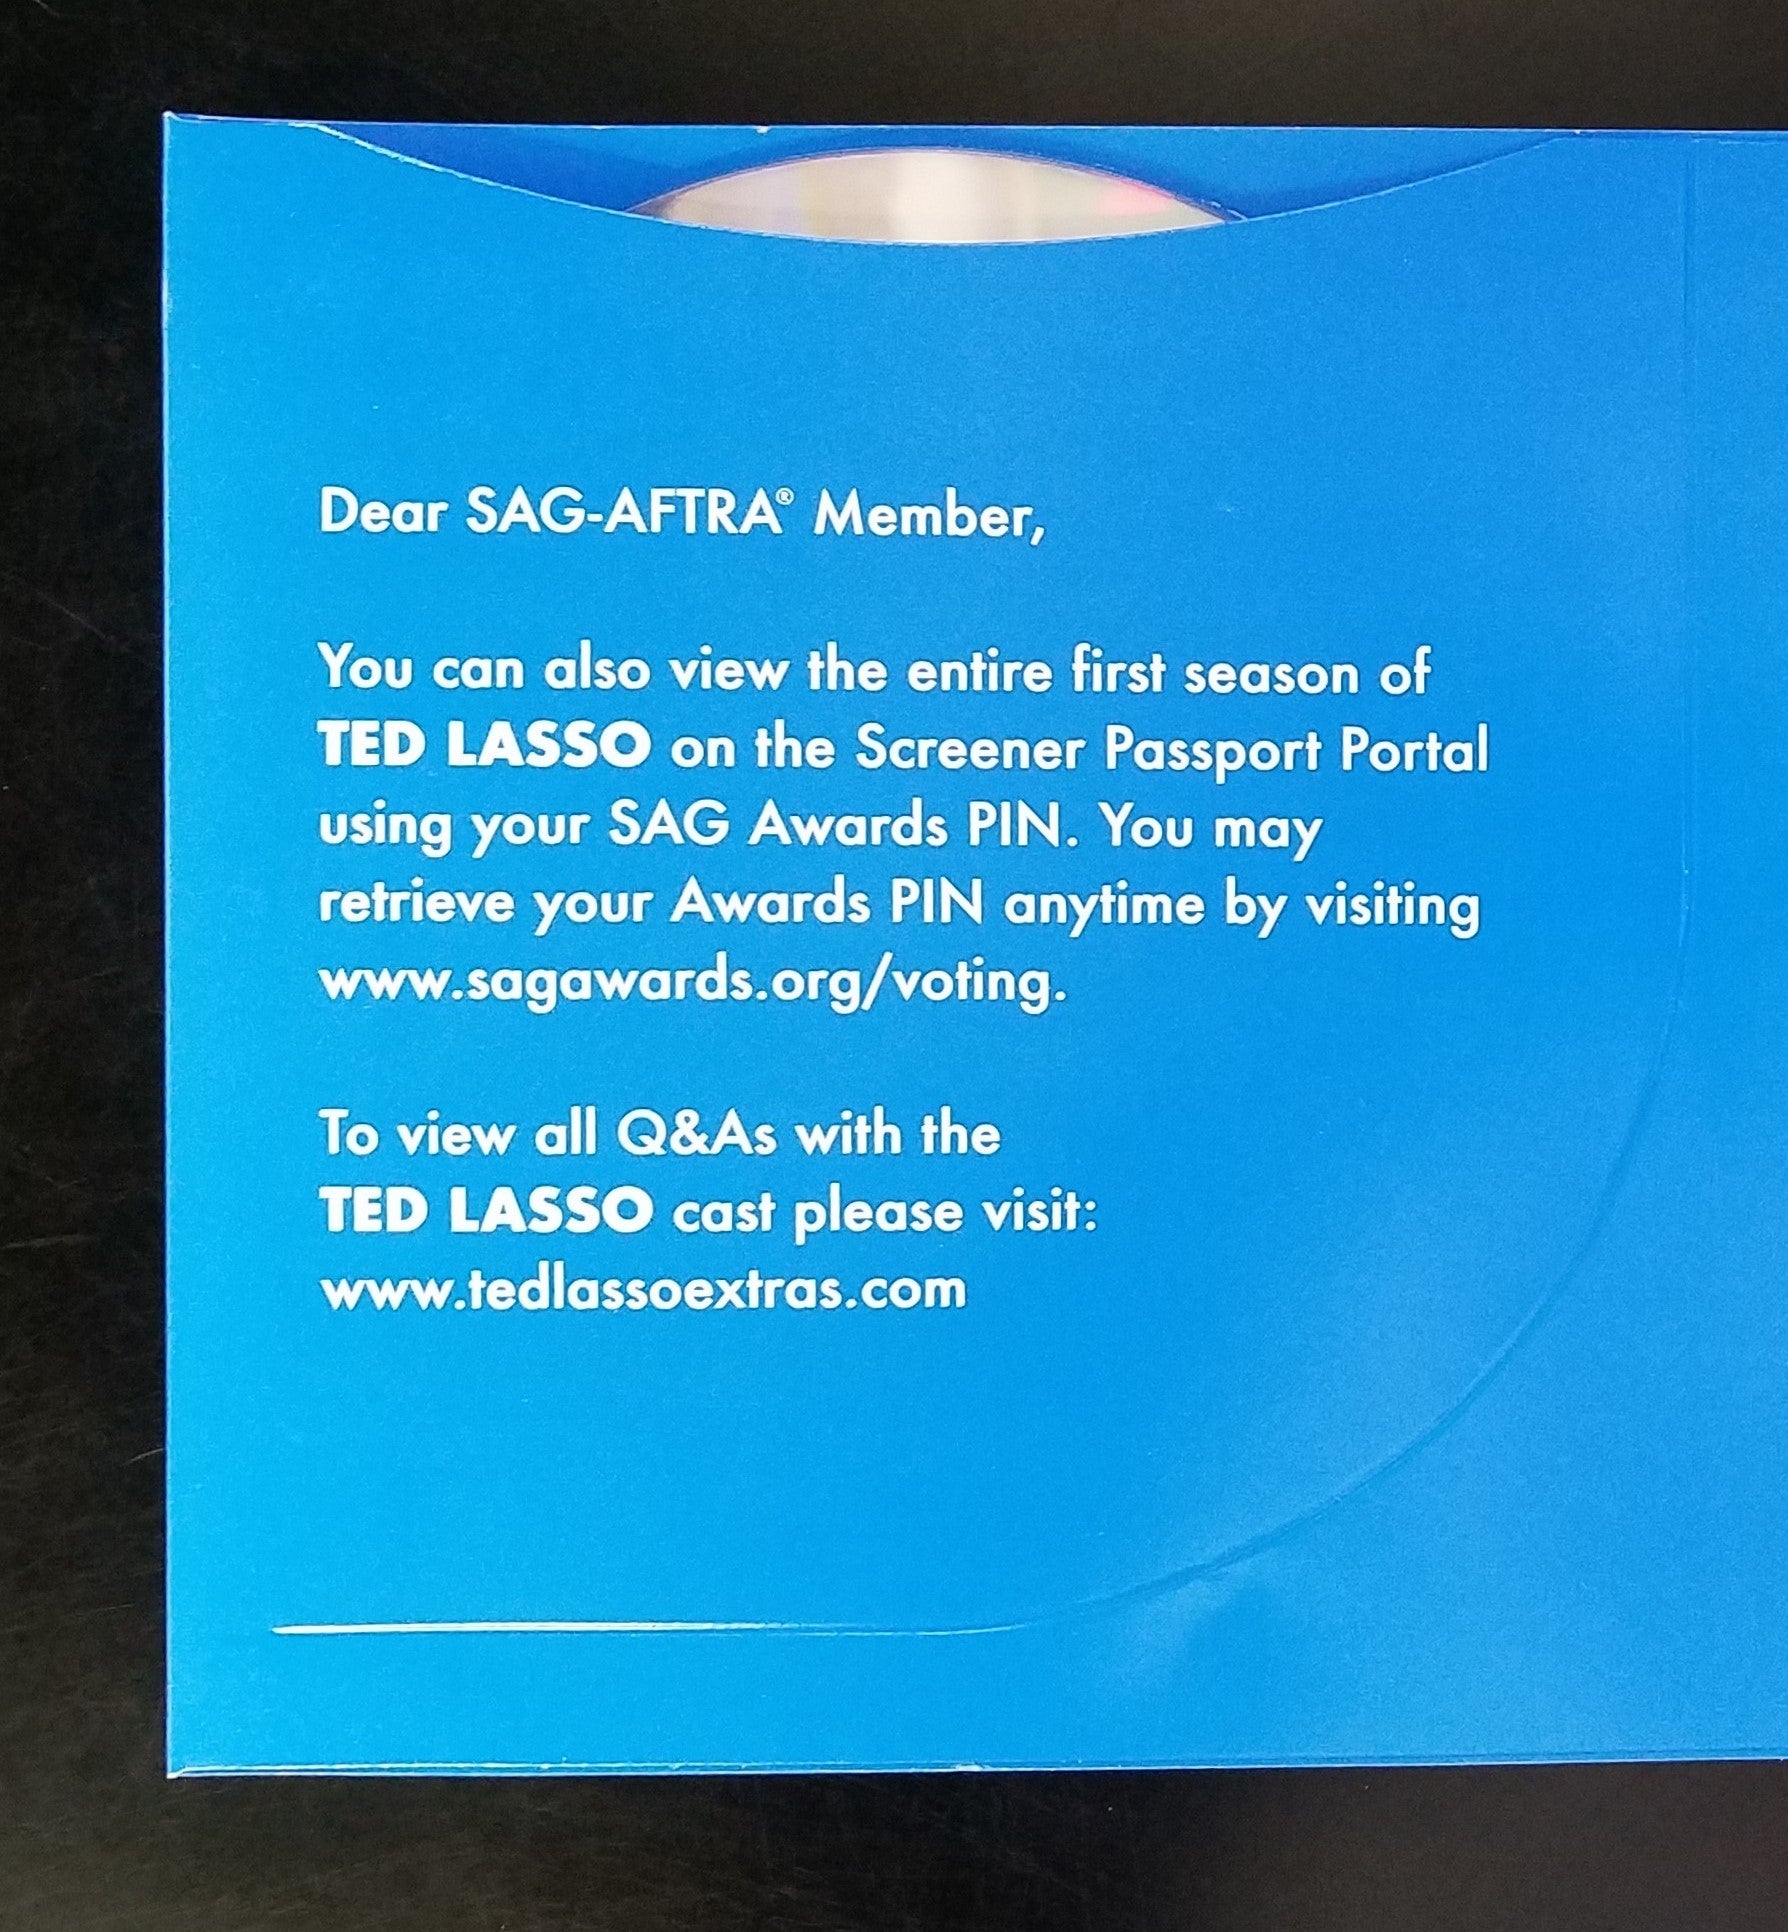 Dear SAG-AFTRA® Member,
You can also view the entire first season of
TED LASSO on the Screener Passport Portal
using your SAG Awards PIN. You may
retrieve your Awards PIN anytime by visiting
www.sagawards.org/voting.
To view all Q&As with the
TED LASSO cast please visit:
www.tedlassoextras.com